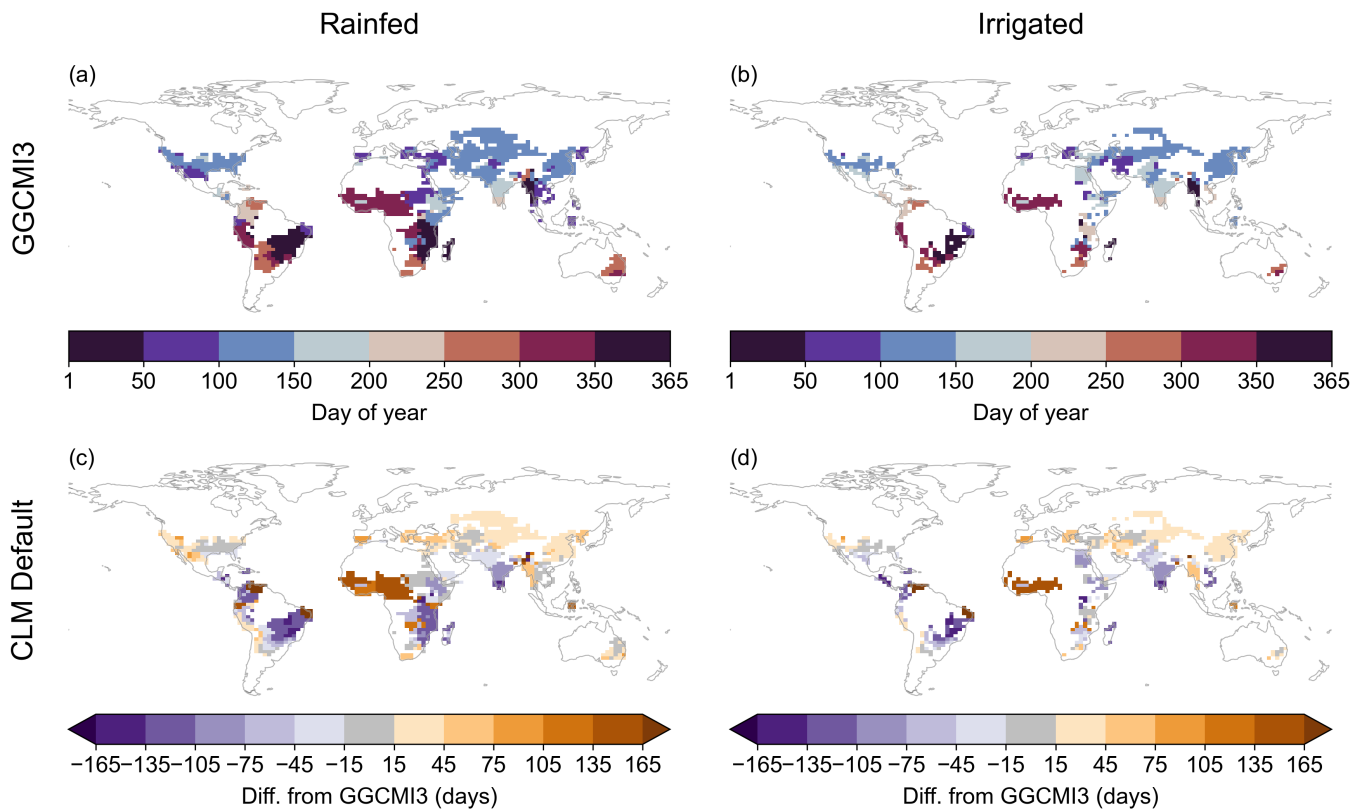 Rainfed
Irrigated
(a)
(b)
GGCMI3
1 50 100 150 200 250 300 350 365
1 50 100 150 200 250 300 350 365
Day of year
Day of year
(c)
(d)
CLM Default
−165 −135 −105 −75 −45 −15 15 45 75 105 135 165
−165 −135 −105 −75 −45 −15 15 45 75 105 135 165
Diff. from GGCMI3 (days)
Diff. from GGCMI3 (days)